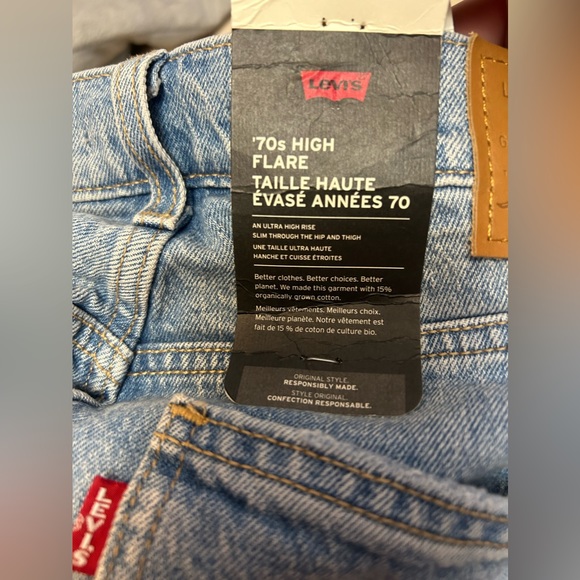 LEVI'S
'70s HIGH
FLARE
TAILLE HAUTE
ÉVASÉ ANNÉES 70
AN ULTRA HIGH RISE
SLIM THROUGH THE HIP AND THIGH
UNE TAILLE ULTRA HAUTE
HANCHE ET CUISSE ÉTROITES
Better clothes. Better choices. Better
planet. We made this garment with 15%
organically grown cotton.
Meilleurs vêtements. Meilleurs choix.
Meilleure planète. Notre vêtement est
fait de 15 % de coton de culture bio.
ORIGINAL STYLE.
RESPONSIBLY MADE.
STYLE ORIGINAL.
CONFECTION RESPONSABLE.
LEVI'S